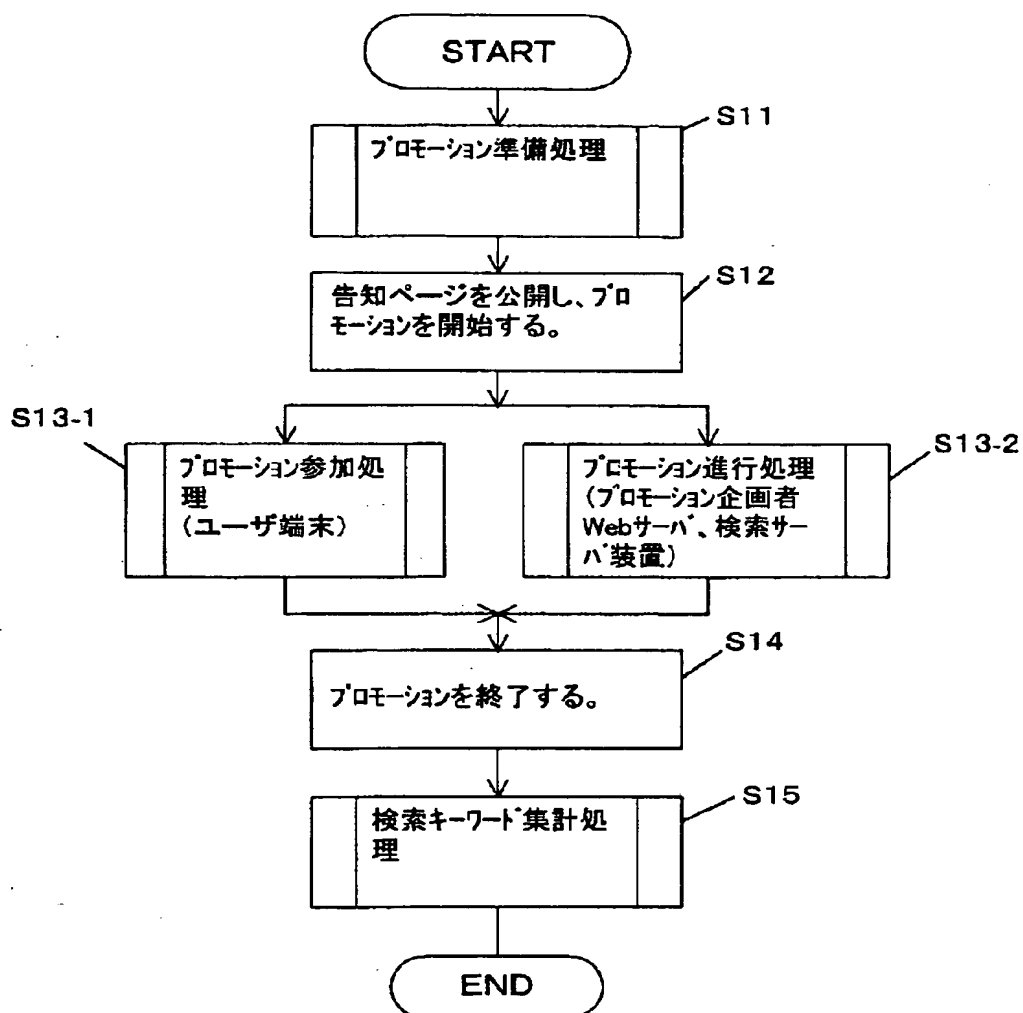 START
S11
プロモーション準備処理
S12
告知ページを公開し、プロ
モーションを開始する。
S13-1
プロモーション参加処
理
(ユーザ端末)
S13-2
プロモーション進行処理
(プロモーション企画者
Webサーバ、検索サー
バ装置)
S14
プロモーションを終了する。
S15
検索キーワード集計処
理
END